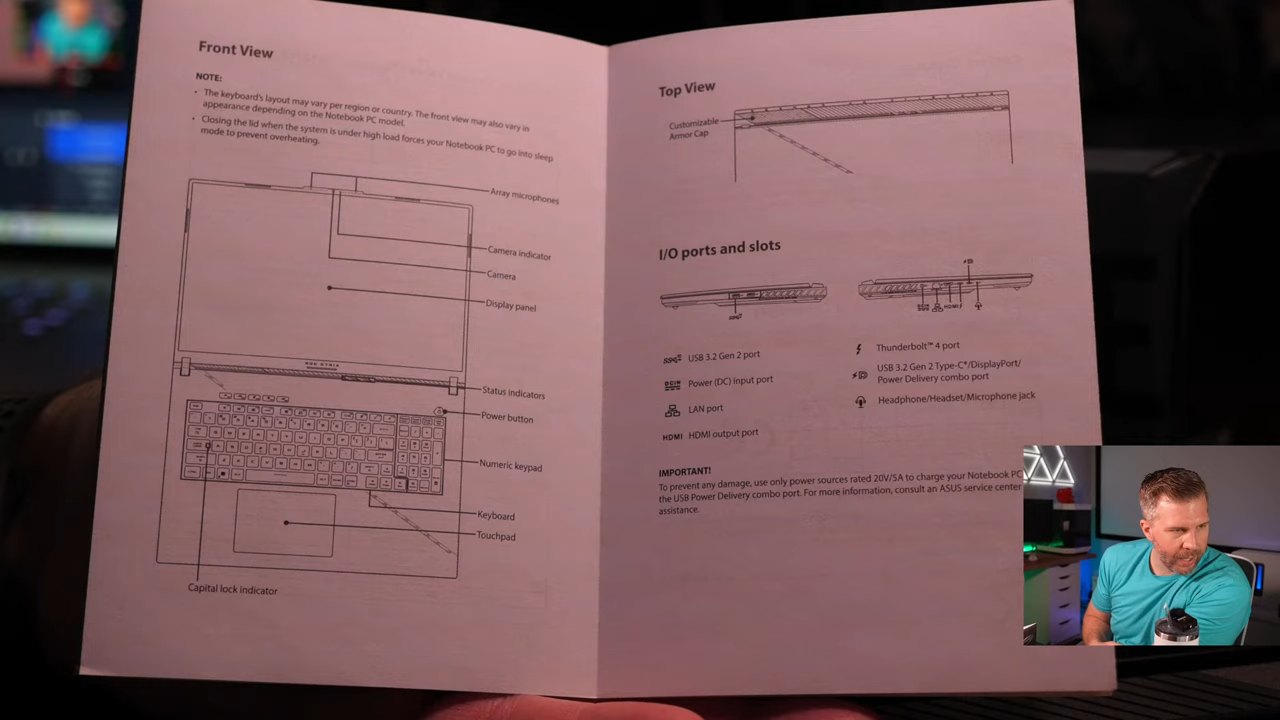 Front View
NOTE:
• The keyboard's layout may vary per region or country. The front view may also vary in
appearance depending on the Notebook PC model.
• Closing the lid when the system is under high load forces your Notebook PC to go into sleep
mode to prevent overheating.
Array microphones
Camera indicator
Camera
Display panel
Status indicators
Power button
Numeric keypad
Keyboard
Touchpad
Capital lock indicator
Top View
Customizable
Armor Cap
I/O ports and slots
HDMI
USB 3.2 Gen 2 port
DC IN Power (DC) input port
LAN port
HDMI HDMI output port
Thunderbolt™ 4 port
USB 3.2 Gen 2 Type-C®/DisplayPort/
Power Delivery combo port
Headphone/Headset/Microphone jack
IMPORTANT!
To prevent any damage, use only power sources rated 20V/5A to charge your Notebook PC
the USB Power Delivery combo port. For more information, consult an ASUS service center
assistance.